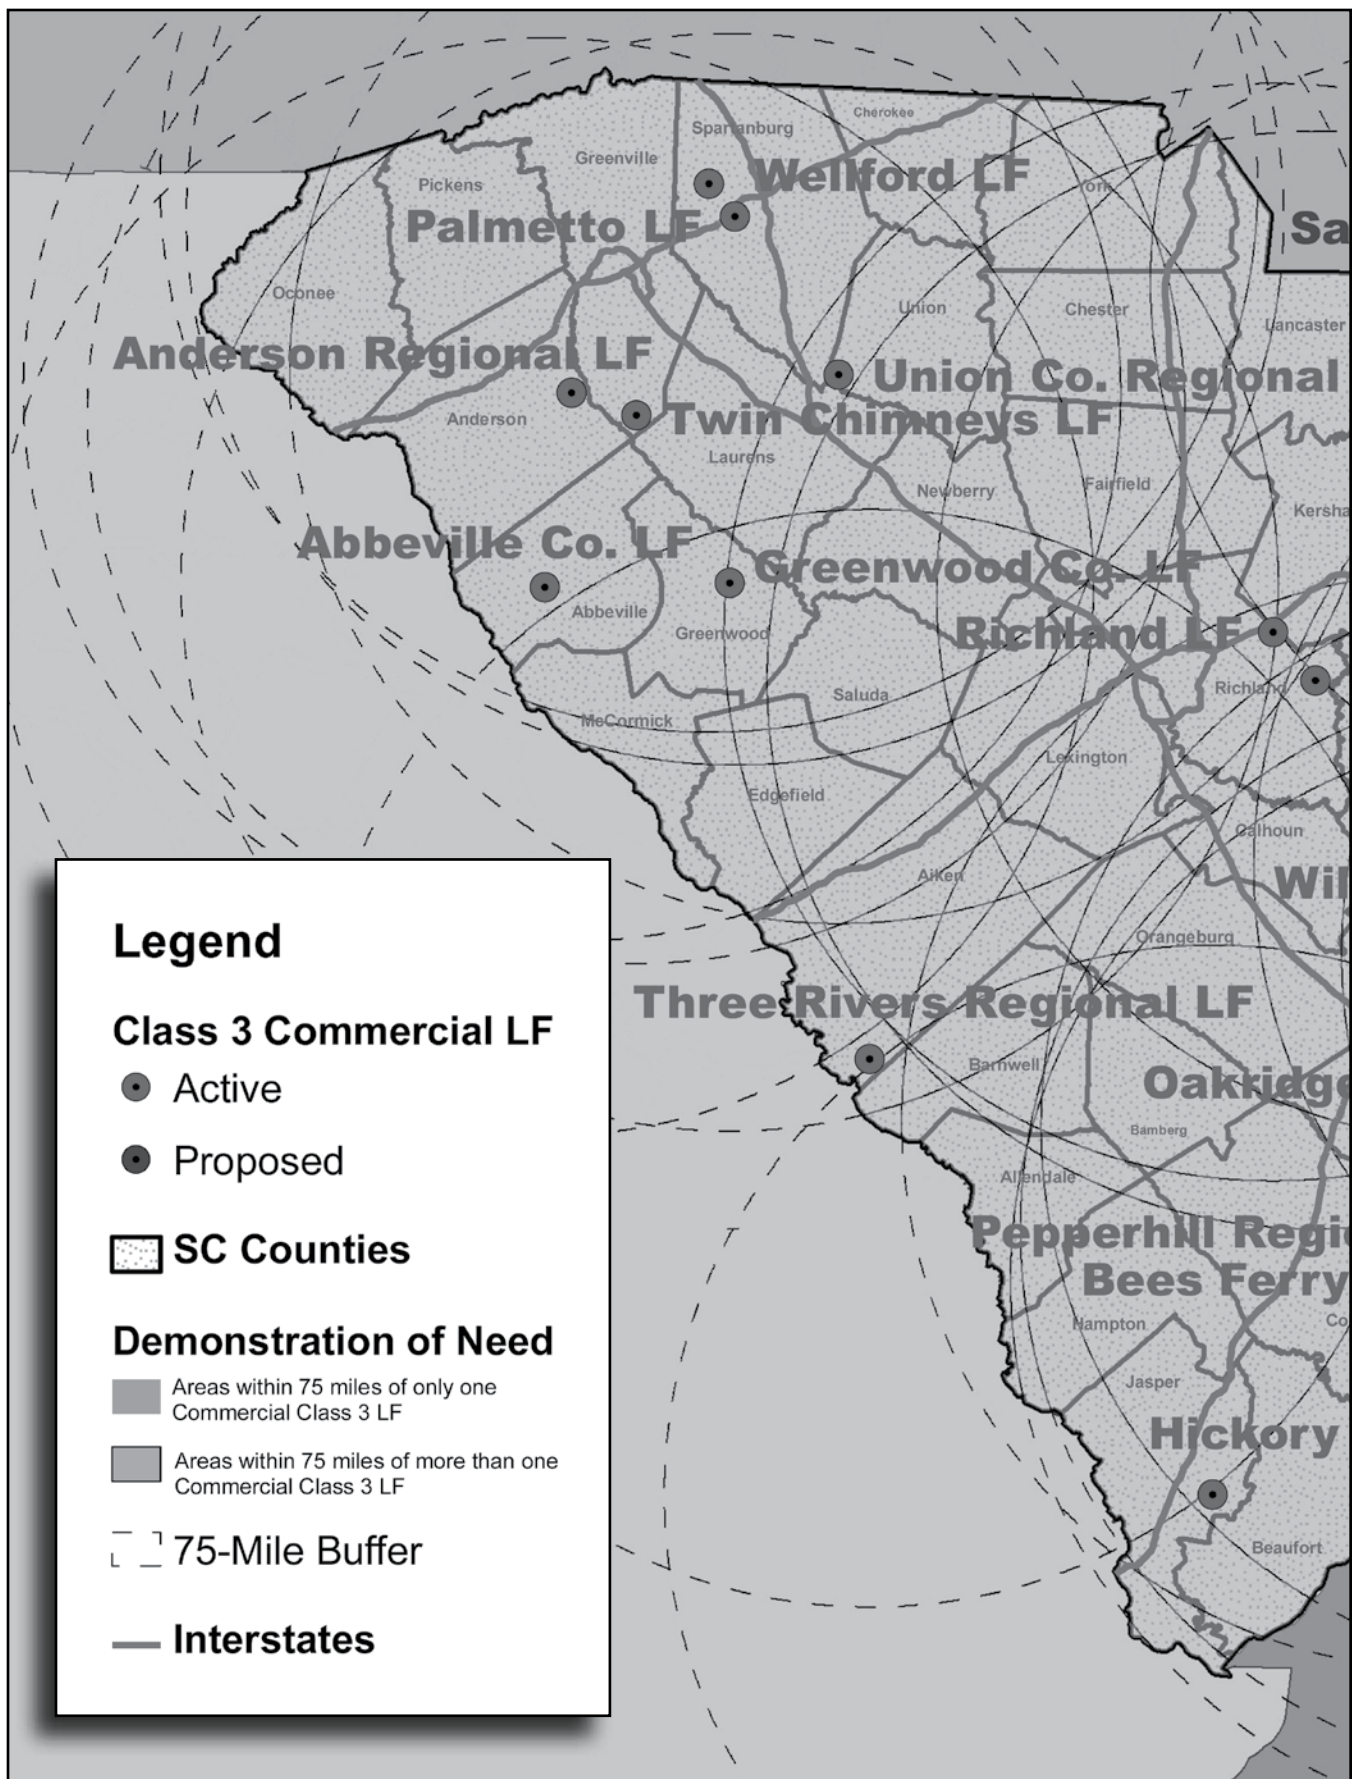 Cherokee
Spartanburg
Greenville
Pickens
Wellford LF
York
Palmetto LF
Sa
Oconee
Union
Chester
Lancaster
Anderson Regional LF
Union Co. Regional
Anderson
Twin Chimneys LF
Laurens
Newberry
Fairfield
Kersha
Abbeville Co. LF
Greenwood Co. LF
Abbeville
Greenwood
Richland LF
Richland
Saluda
McCormick
Lexington
Edgefield
Calhoun
Aiken
Wil
Orangeburg
Three Rivers Regional LF
Barnwell
Oakridge
Bamberg
Allendale
Pepperhill Regi
Bees Ferry
Hampton
Co
Jasper
Hickory
Beaufort
Legend
Class 3 Commercial LF
Active
Proposed
SC Counties
Demonstration of Need
Areas within 75 miles of only one
Commercial Class 3 LF
Areas within 75 miles of more than one
Commercial Class 3 LF
75-Mile Buffer
Interstates